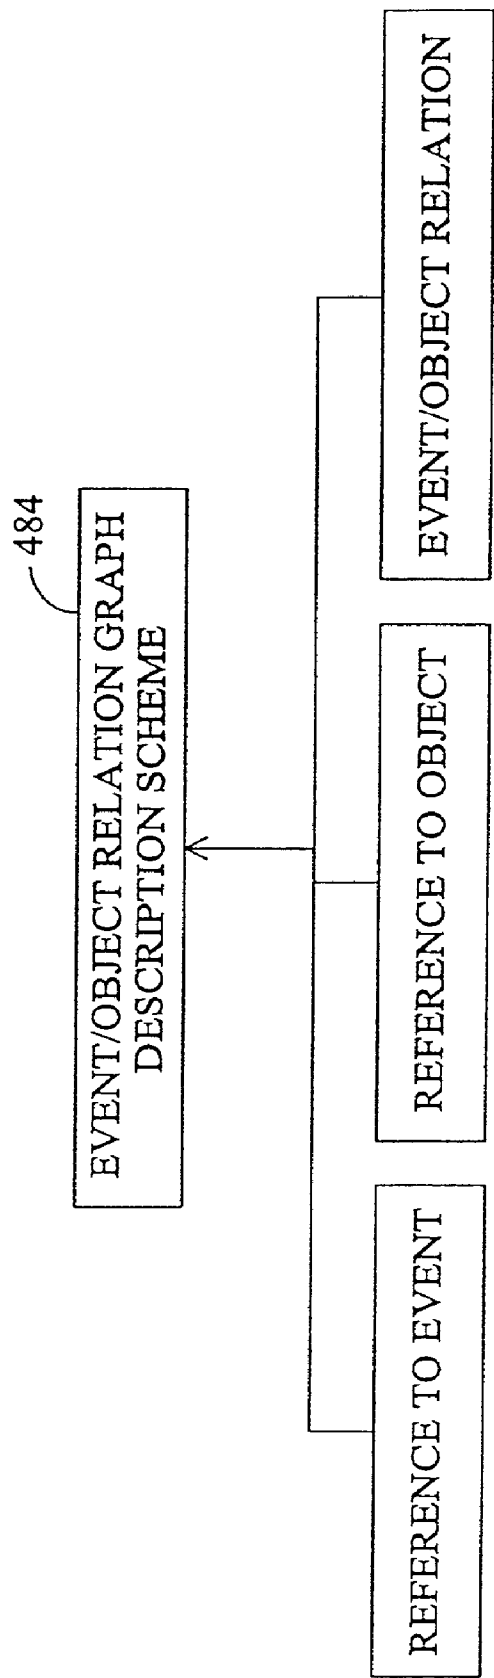 484
EVENT/OBJECT RELATION GRAPH
DESCRIPTION SCHEME
REFERENCE TO EVENT
REFERENCE TO OBJECT
EVENT/OBJECT RELATION